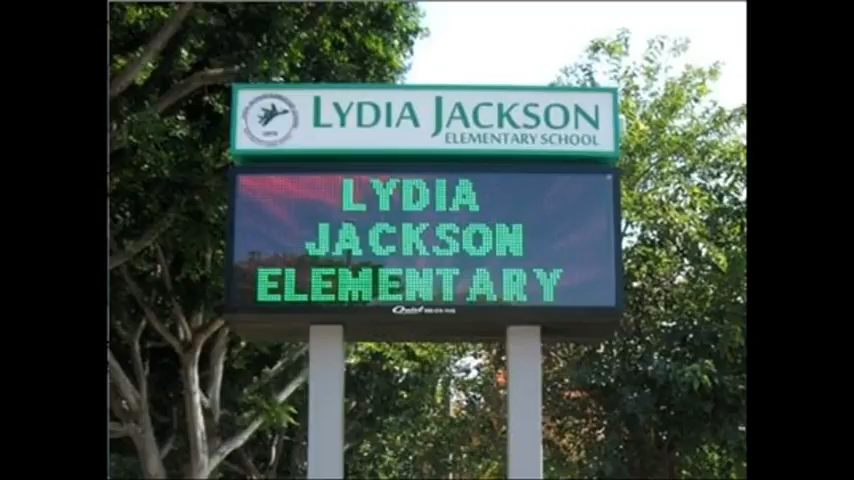 LYDIA JACKSON
ELEMENTARY SCHOOL
LYDIA
JACKSON
ELEMENTARY